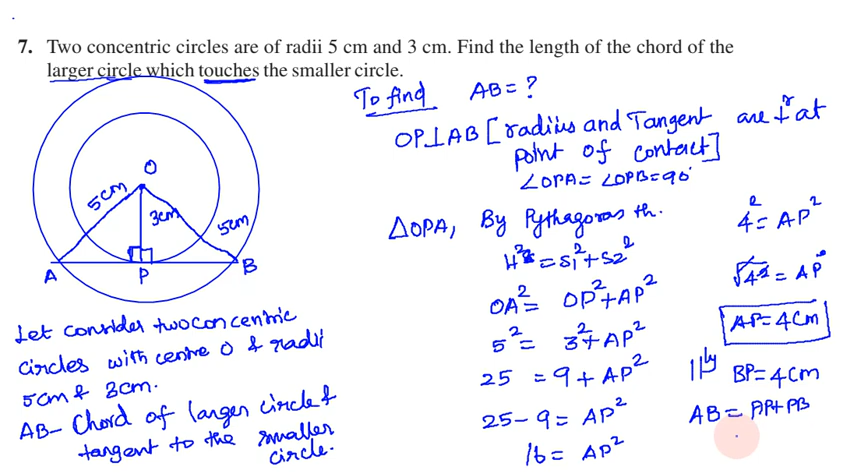 7. Two concentric circles are of radii 5 cm and 3 cm. Find the length of the chord of the
larger circle which touches the smaller circle.
O
5cm
3cm
5cm
A
P
B
Let consider two concentric
circles with centre O & radii
5cm & 3cm.
AB- Chord of larger circle &
tangent to the smaller
circle.
To find AB = ?
OP⊥AB [radius and Tangent are ⊥r at
point of contact]
∠OPA = ∠OPB = 90°
△OPA, By Pythagoras th.
H² = S1² + S2²
OA² = OP² + AP²
5² = 3² + AP²
25 = 9 + AP²
25 - 9 = AP²
16 = AP²
4² = AP²
√4² = AP
AP = 4cm
||ly BP = 4cm
AB = AP + PB